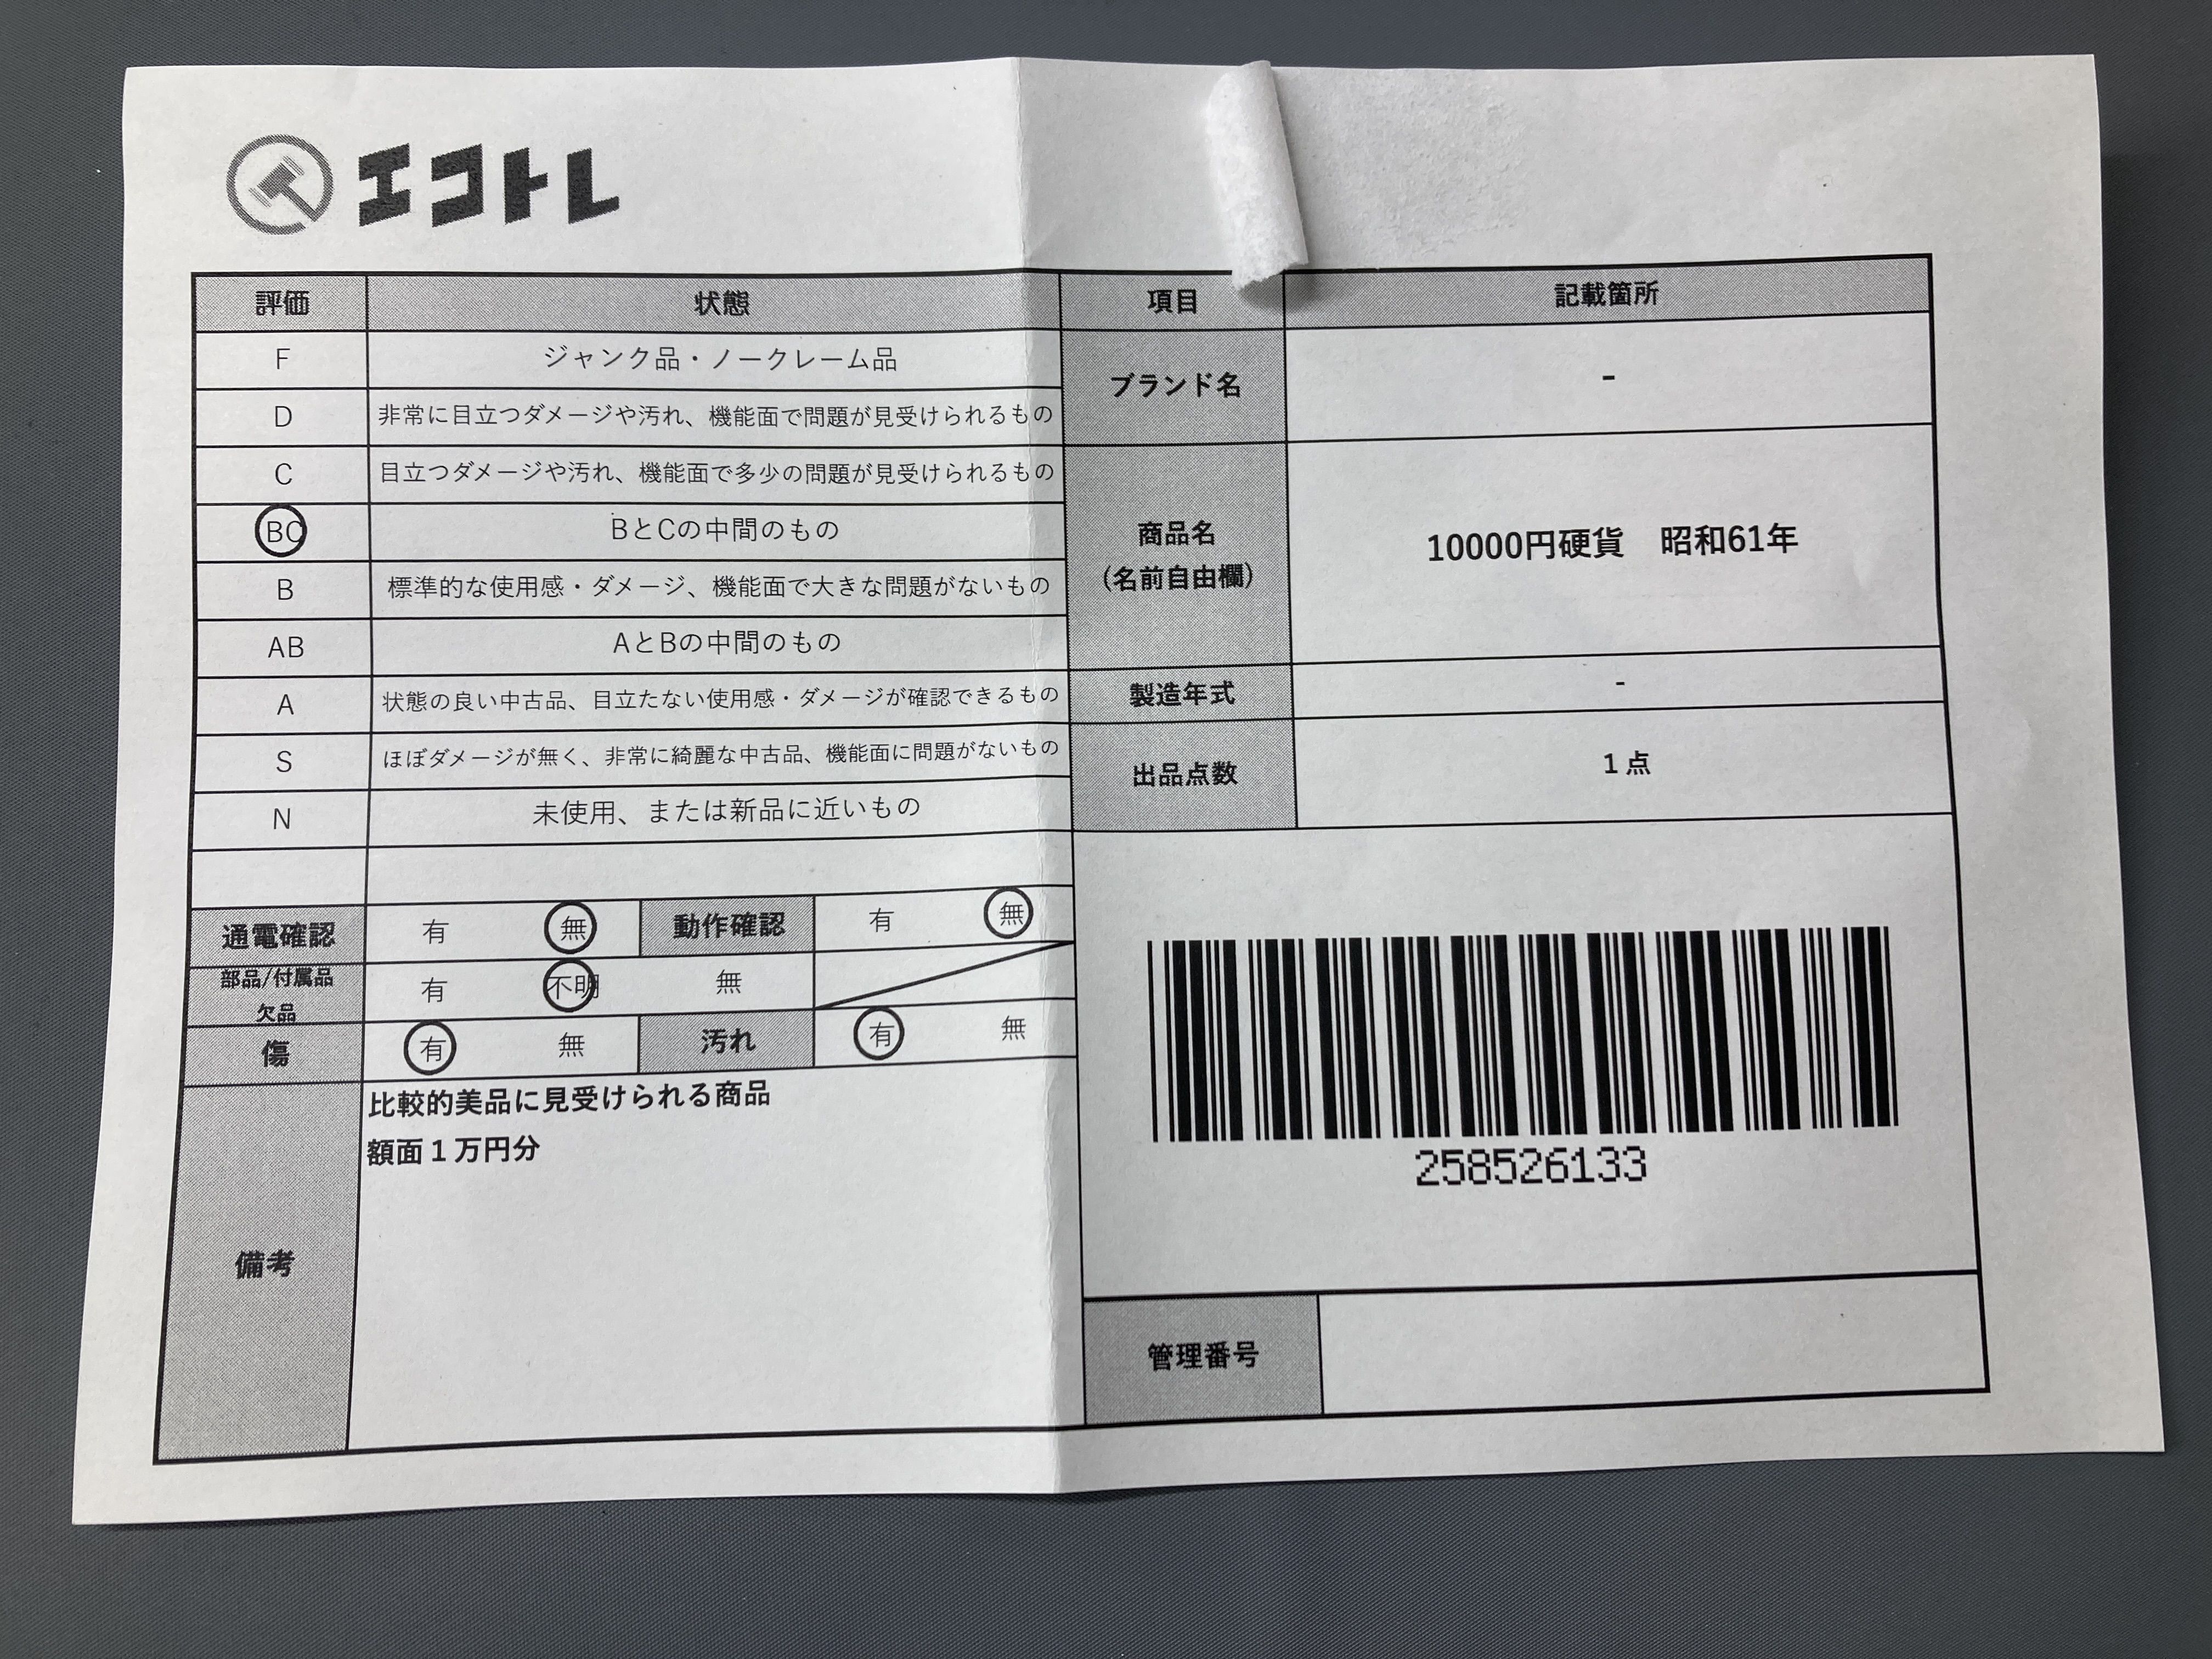 エコトレ
評価 状態
F ジャンク品・ノークレーム品
D 非常に目立つダメージや汚れ、機能面で問題が見受けられるもの
C 目立つダメージや汚れ、機能面で多少の問題が見受けられるもの
BC BとCの中間のもの
B 標準的な使用感・ダメージ、機能面で大きな問題がないもの
AB AとBの中間のもの
A 状態の良い中古品、目立たない使用感・ダメージが確認できるもの
S ほぼダメージが無く、非常に綺麗な中古品、機能面に問題がないもの
N 未使用、または新品に近いもの
通電確認 有 無 動作確認 有 無
部品/付属品
欠品 有 不明 無
傷 有 無 汚れ 有 無
備考
比較的美品に見受けられる商品
額面1万円分
項目 記載箇所
ブランド名 -
商品名
(名前自由欄)
10000円硬貨 昭和61年
製造年式 -
出品点数 1点
258526133
管理番号